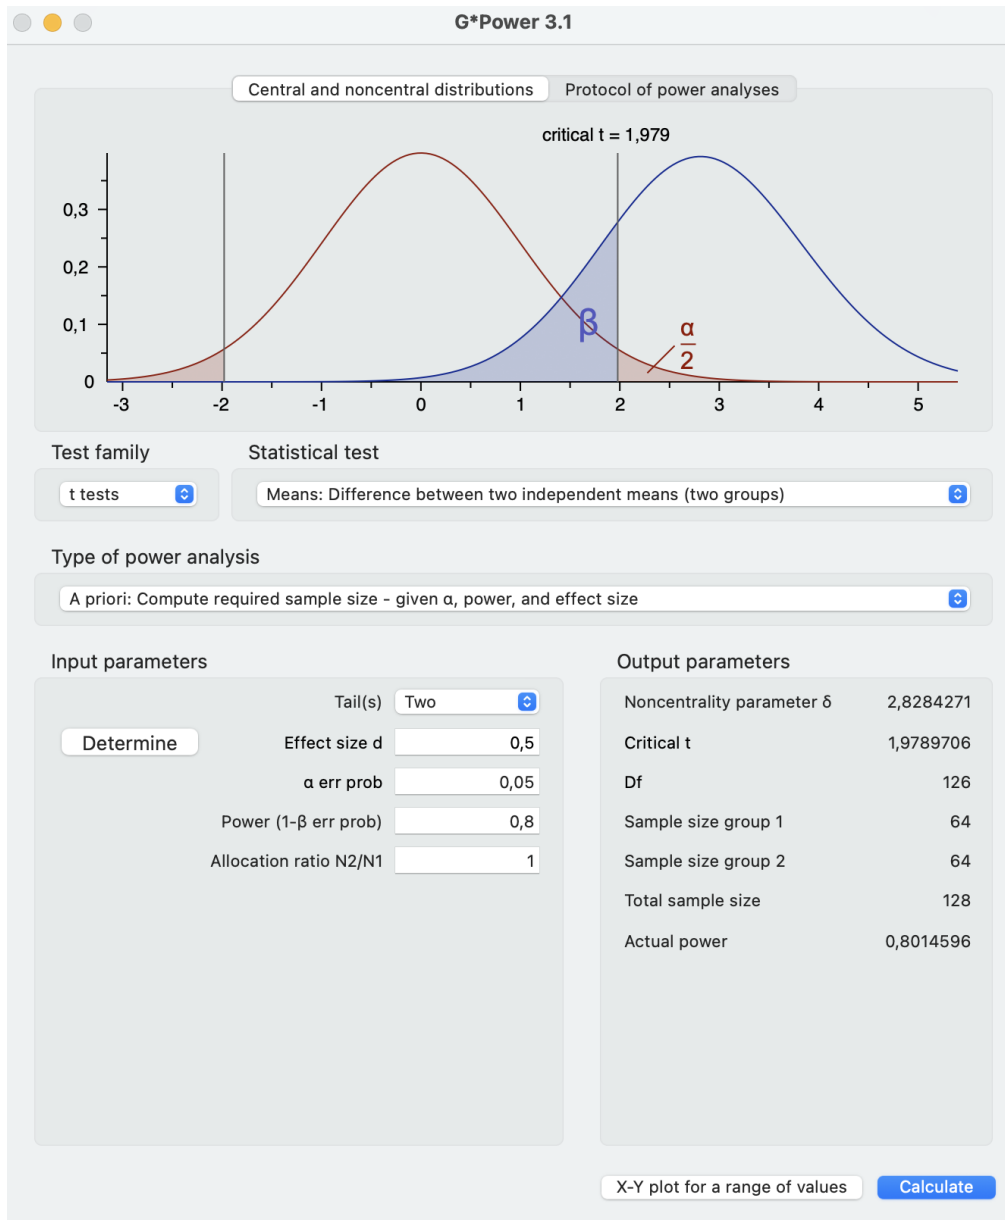 G*Power 3.1
Central and noncentral distributions
Protocol of power analyses
critical t = 1,979
0,3
0,2
0,1
0
β
α
2
-3 -2 -1 0 1 2 3 4 5
Test family
Statistical test
t tests
Means: Difference between two independent means (two groups)
Type of power analysis
A priori: Compute required sample size - given α, power, and effect size
Input parameters
Tail(s) Two
Determine
Effect size d 0,5
α err prob 0,05
Power (1-β err prob) 0,8
Allocation ratio N2/N1 1
Output parameters
Noncentrality parameter δ 2,8284271
Critical t 1,9789706
Df 126
Sample size group 1 64
Sample size group 2 64
Total sample size 128
Actual power 0,8014596
X-Y plot for a range of values
Calculate